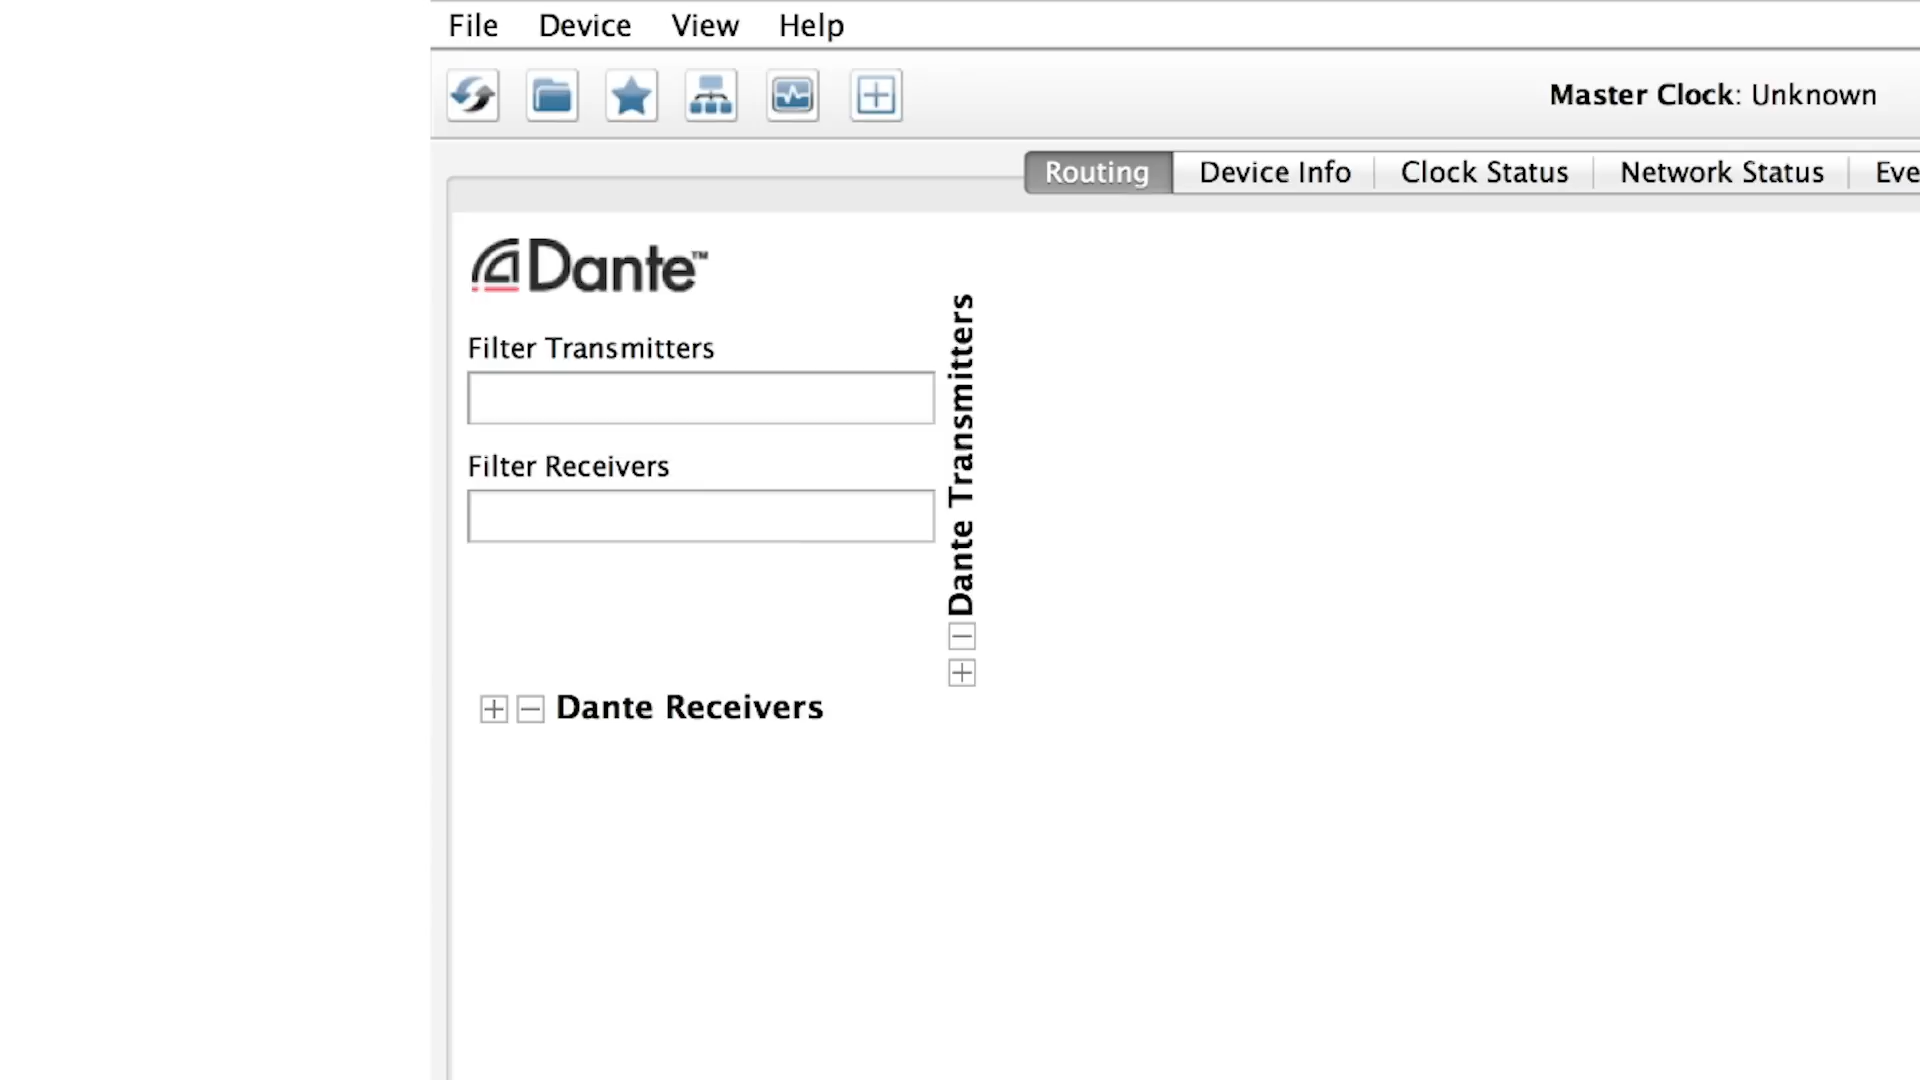 File Device View Help
Master Clock: Unknown
Routing Device Info Clock Status Network Status Eve
Dante™
Filter Transmitters
Filter Receivers
Dante Transmitters
Dante Receivers